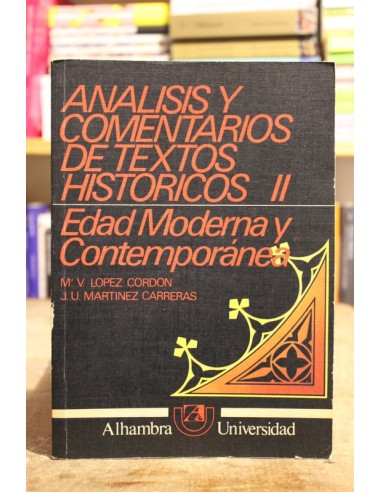 ANALISIS Y
COMENTARIOS
DE TEXTOS
HISTORICOS II
Edad Moderna y
Contemporánea
Mª V. LOPEZ CORDON
J. U. MARTINEZ CARRERAS
Alhambra Universidad